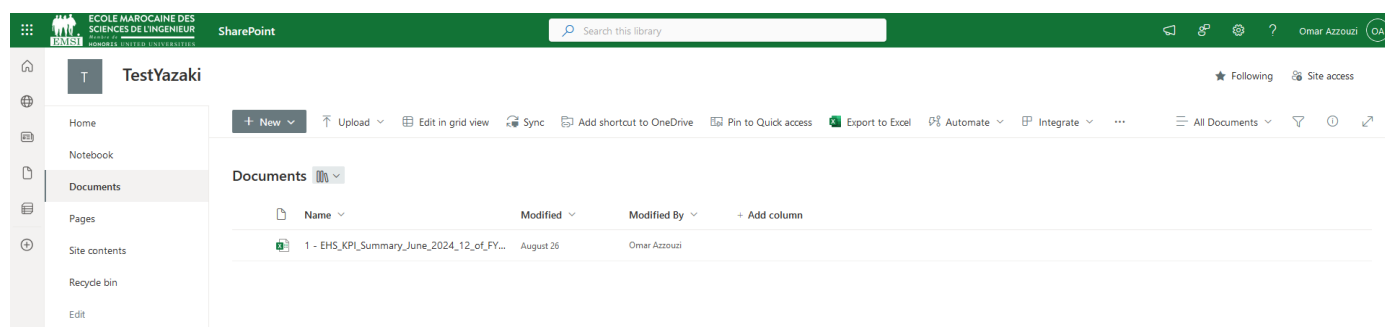 ECOLE MAROCAINE DES
SCIENCES DE L'INGENIEUR
Membre de
EMSI HONORIS UNITED UNIVERSITIES
SharePoint
Search this library
Omar Azzouzi
OA
T
TestYazaki
Following
Site access
Home
Notebook
Documents
Pages
Site contents
Recycle bin
Edit
+ New
Upload
Edit in grid view
Sync
Add shortcut to OneDrive
Pin to Quick access
Export to Excel
Automate
Integrate
...
All Documents
Documents
Name
Modified
Modified By
+ Add column
1 - EHS_KPI_Summary_June_2024_12_of_FY...
August 26
Omar Azzouzi